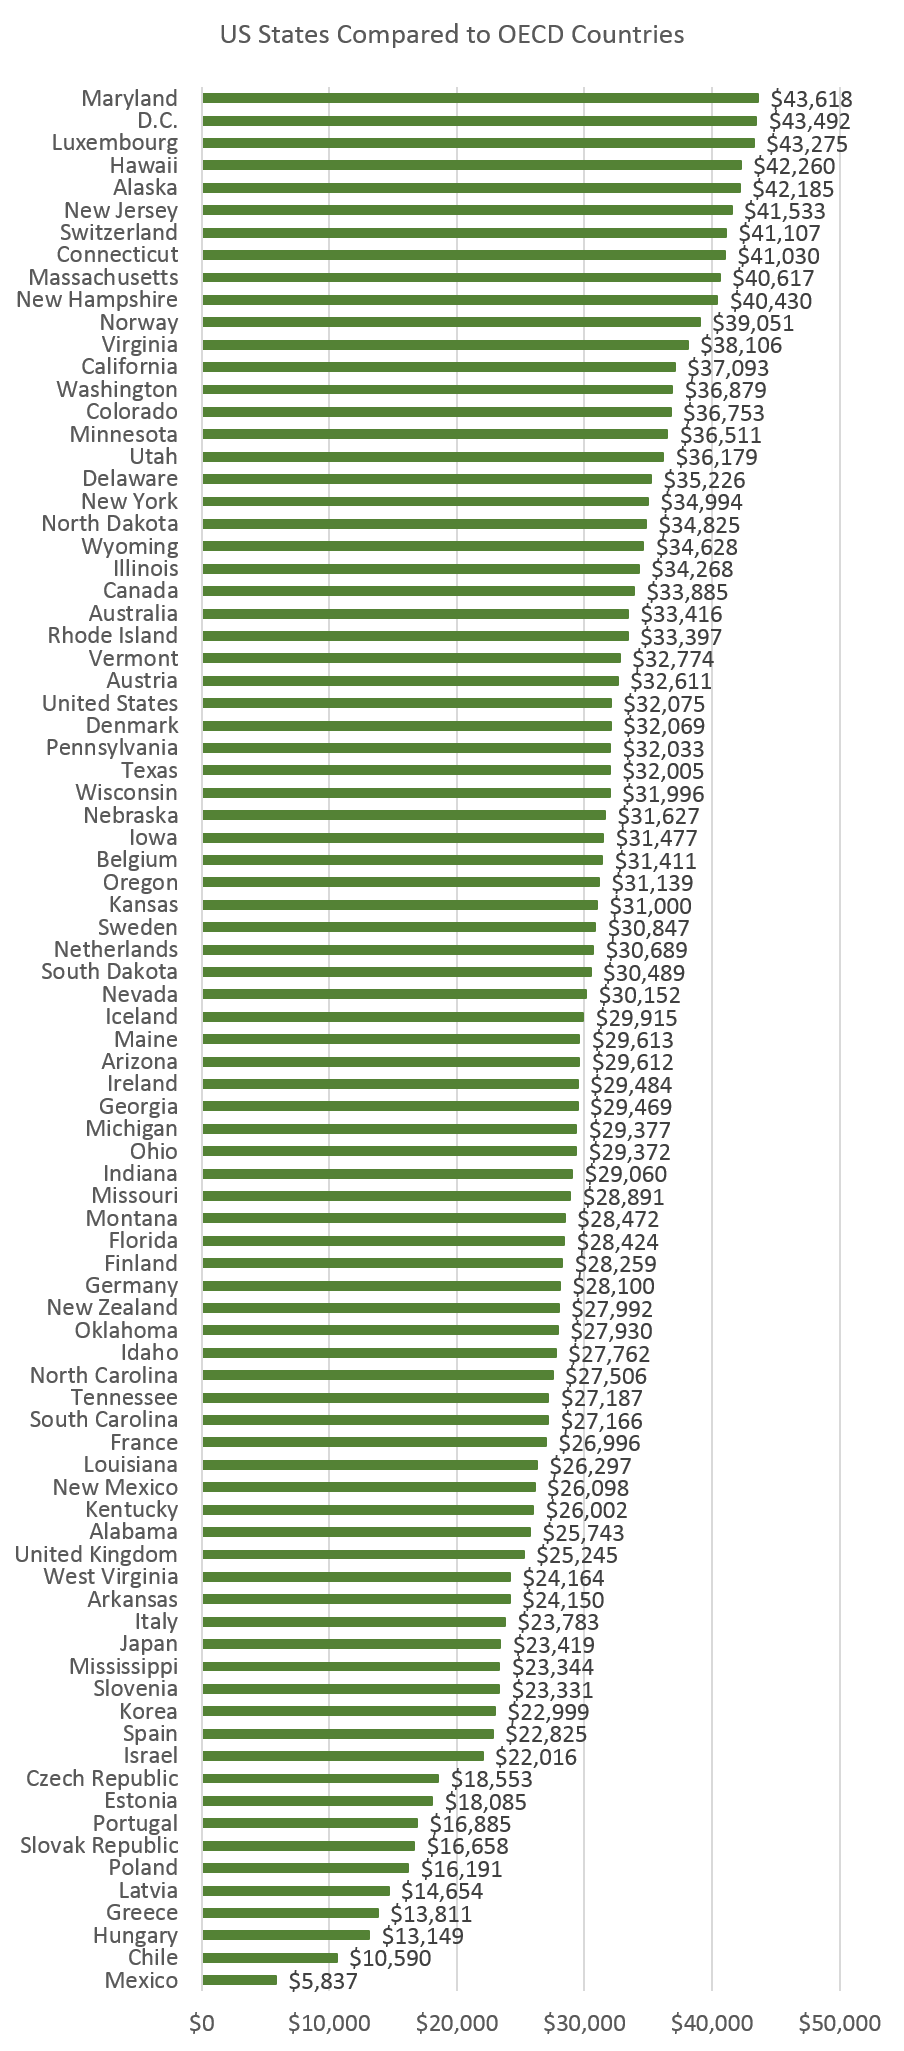 US States Compared to OECD Countries
Maryland $43,618
D.C. $43,492
Luxembourg $43,275
Hawaii $42,260
Alaska $42,185
New Jersey $41,533
Switzerland $41,107
Connecticut $41,030
Massachusetts $40,617
New Hampshire $40,430
Norway $39,051
Virginia $38,106
California $37,093
Washington $36,879
Colorado $36,753
Minnesota $36,511
Utah $36,179
Delaware $35,226
New York $34,994
North Dakota $34,825
Wyoming $34,628
Illinois $34,268
Canada $33,885
Australia $33,416
Rhode Island $33,397
Vermont $32,774
Austria $32,611
United States $32,075
Denmark $32,069
Pennsylvania $32,033
Texas $32,005
Wisconsin $31,996
Nebraska $31,627
Iowa $31,477
Belgium $31,411
Oregon $31,139
Kansas $31,000
Sweden $30,847
Netherlands $30,689
South Dakota $30,489
Nevada $30,152
Iceland $29,915
Maine $29,613
Arizona $29,612
Ireland $29,484
Georgia $29,469
Michigan $29,377
Ohio $29,372
Indiana $29,060
Missouri $28,891
Montana $28,472
Florida $28,424
Finland $28,259
Germany $28,100
New Zealand $27,992
Oklahoma $27,930
Idaho $27,762
North Carolina $27,506
Tennessee $27,187
South Carolina $27,166
France $26,996
Louisiana $26,297
New Mexico $26,098
Kentucky $26,002
Alabama $25,743
United Kingdom $25,245
West Virginia $24,164
Arkansas $24,150
Italy $23,783
Japan $23,419
Mississippi $23,344
Slovenia $23,331
Korea $22,999
Spain $22,825
Israel $22,016
Czech Republic $18,553
Estonia $18,085
Portugal $16,885
Slovak Republic $16,658
Poland $16,191
Latvia $14,654
Greece $13,811
Hungary $13,149
Chile $10,590
Mexico $5,837
$0 $10,000 $20,000 $30,000 $40,000 $50,000